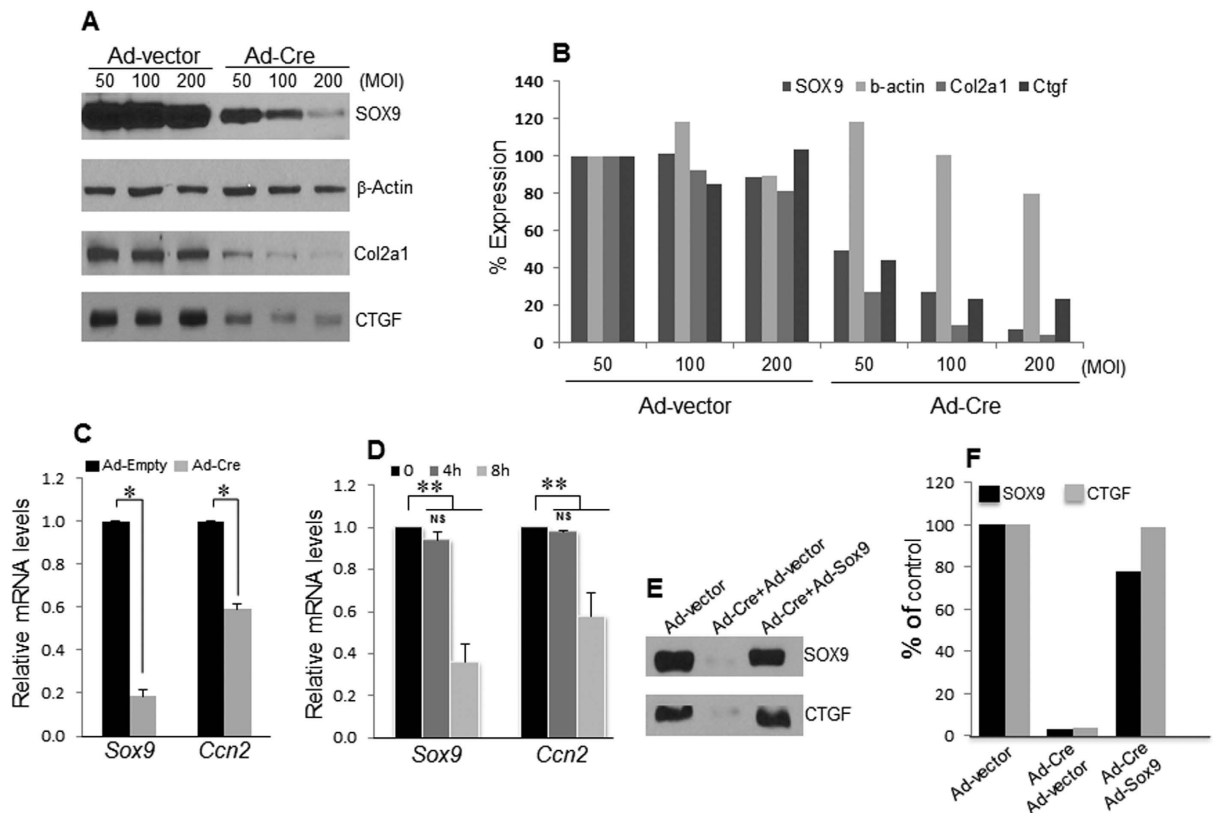 A
Ad-vector Ad-Cre
50 100 200 50 100 200 (MOI)
SOX9
β-Actin
Col2a1
CTGF
B
SOX 9 b-actin Col2a1 Ctgf
% Expression
140
120
100
80
60
40
20
0
50 100 200 50 100 200 (MOI)
Ad-vector Ad-Cre
C
Ad-Empty Ad-Cre
Relative mRNA levels
1.2
1.0
0.8
0.6
0.4
0.2
0.0
* *
Sox9 Ccn2
D
0 4h 8h
Relative mRNA levels
1.2
1.0
0.8
0.6
0.4
0.2
0.0
** **
NS NS
Sox9 Ccn2
E
Ad-vector
Ad-Cre+Ad-vector
Ad-Cre+Ad-Sox9
SOX9
CTGF
F
SOX9 CTGF
% of control
120
100
80
60
40
20
0
Ad-vector
Ad-Cre
Ad-vector
Ad-Cre
Ad-Sox9